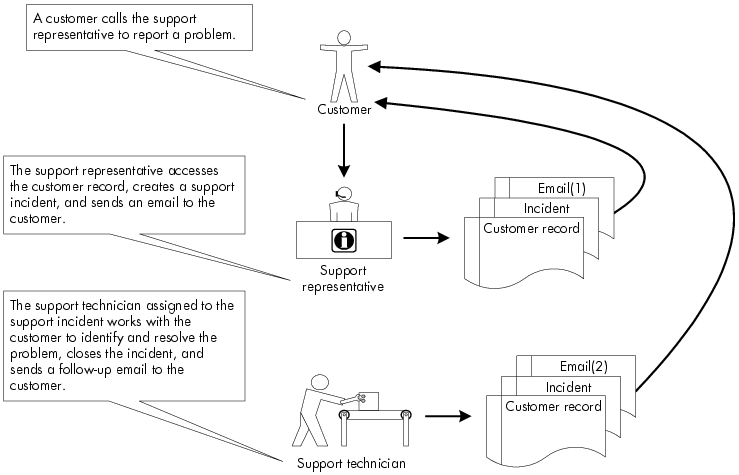 A customer calls the support
representative to report a problem.
Customer
The support representative accesses
the customer record, creates a support
incident, and sends an email to the
customer.
Email(1)
Incident
Customer record
Support
representative
The support technician assigned to the
support incident works with the
customer to identify and resolve the
problem, closes the incident, and
sends a follow-up email to the
customer.
Email(2)
Incident
Customer record
Support technician